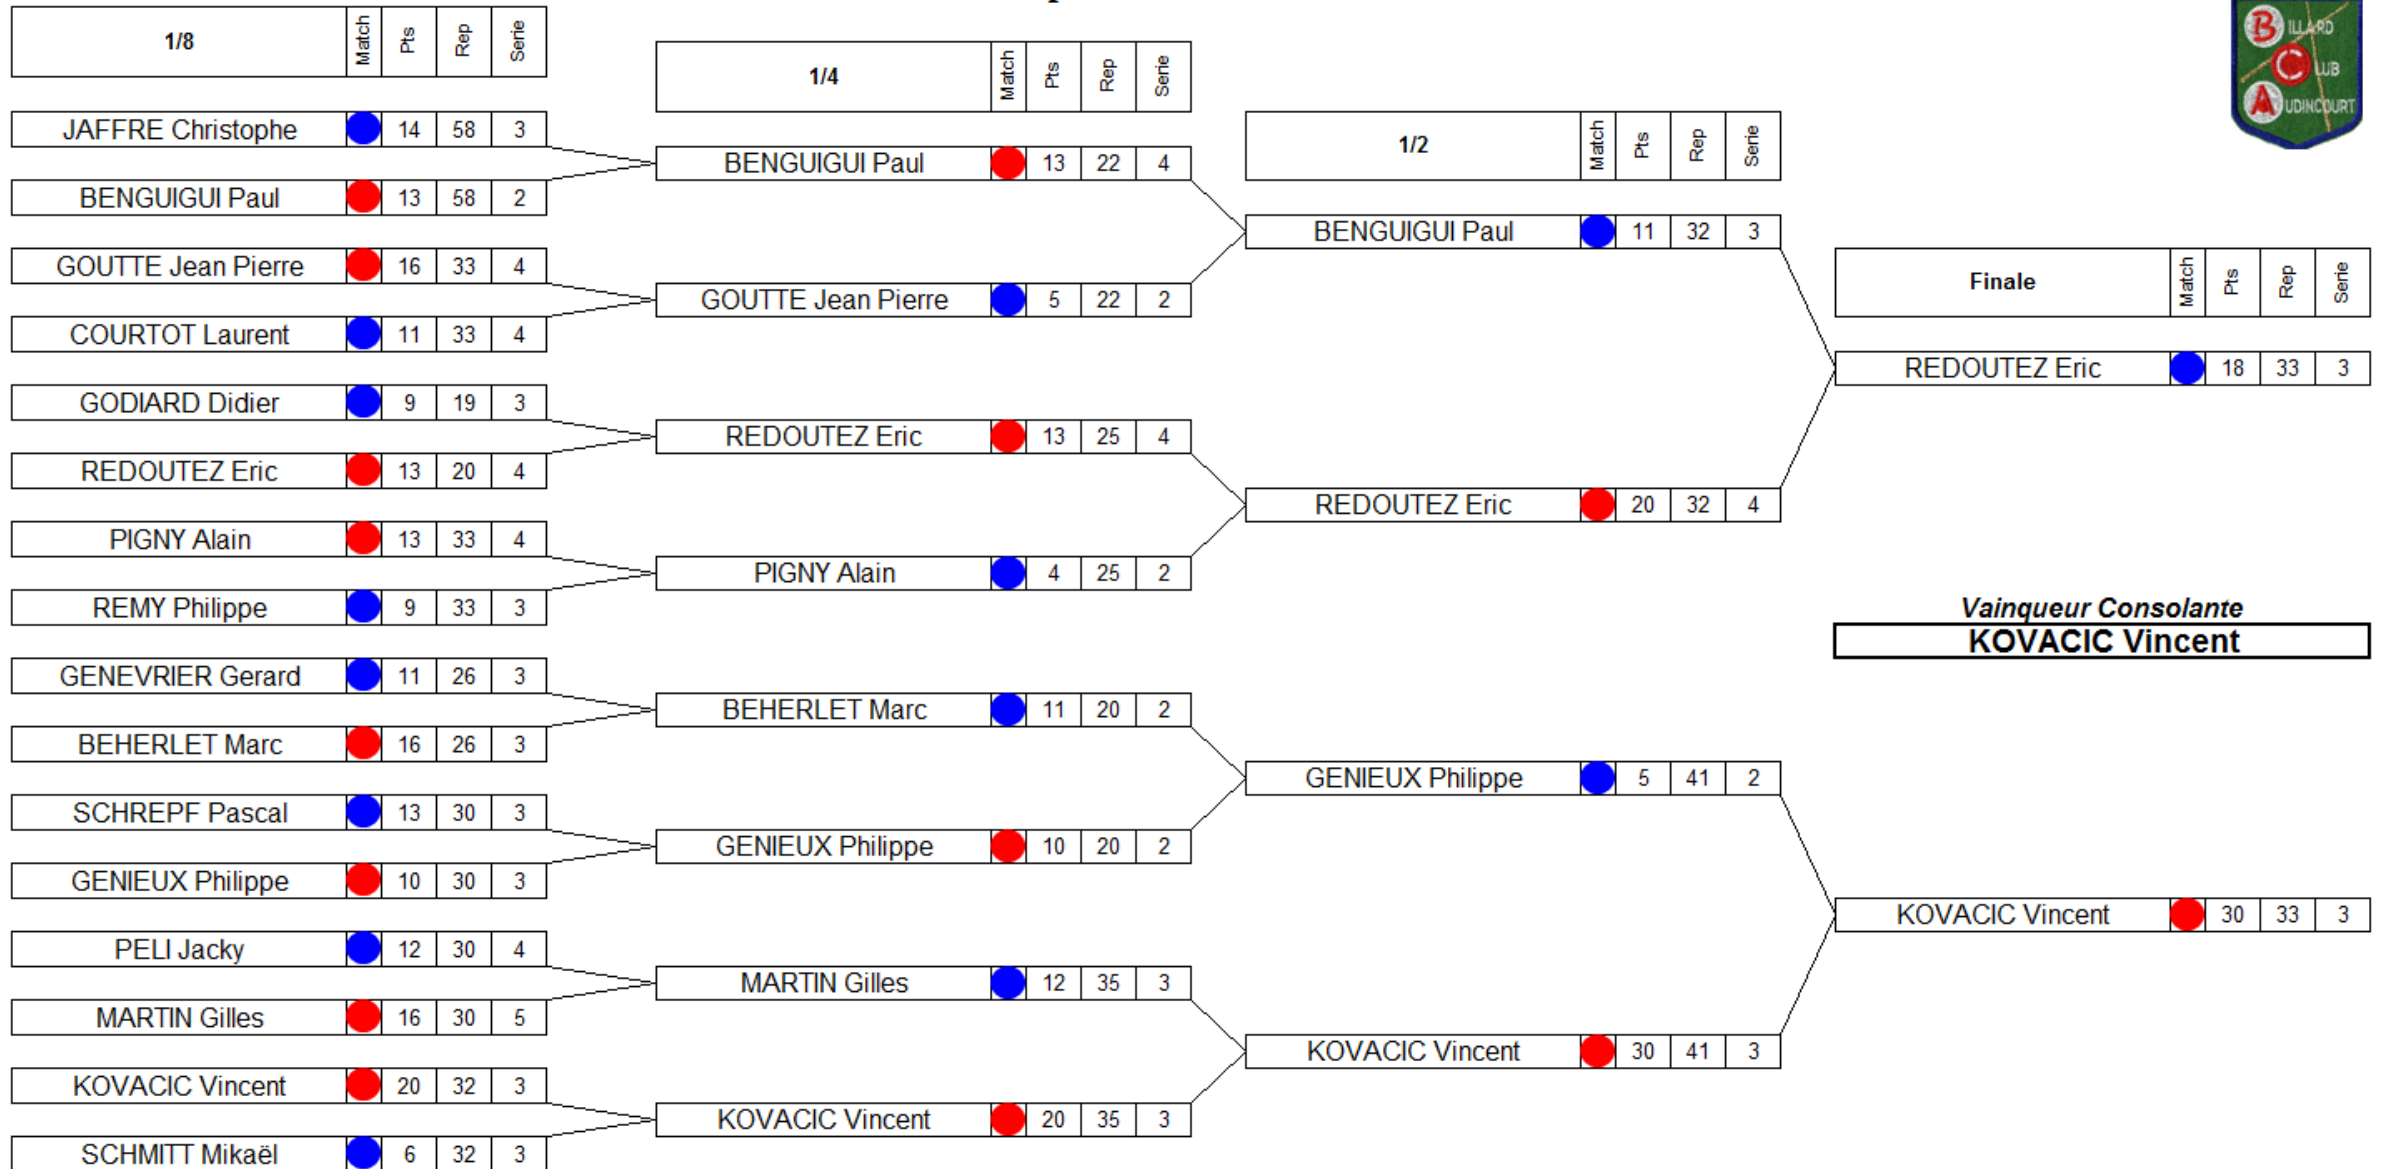 1/8 Match Pts Rep Serie
JAFFRE Christophe 14 58 3
BENGUIGUI Paul 13 58 2
GOUTTE Jean Pierre 16 33 4
COURTOT Laurent 11 33 4
GODIARD Didier 9 19 3
REDOUTEZ Eric 13 20 4
PIGNY Alain 13 33 4
REMY Philippe 9 33 3
GENEVRIER Gerard 11 26 3
BEHERLET Marc 16 26 3
SCHREPF Pascal 13 30 3
GENIEUX Philippe 10 30 3
PELI Jacky 12 30 4
MARTIN Gilles 16 30 5
KOVACIC Vincent 20 32 3
SCHMITT Mikaël 6 32 3
1/4 Match Pts Rep Serie
BENGUIGUI Paul 13 22 4
GOUTTE Jean Pierre 5 22 2
REDOUTEZ Eric 13 25 4
PIGNY Alain 4 25 2
BEHERLET Marc 11 20 2
GENIEUX Philippe 10 20 2
MARTIN Gilles 12 35 3
KOVACIC Vincent 20 35 3
1/2 Match Pts Rep Serie
BENGUIGUI Paul 11 32 3
REDOUTEZ Eric 20 32 4
GENIEUX Philippe 5 41 2
KOVACIC Vincent 30 41 3
BILLARD
CLUB
AUDINCOURT
Finale Match Pts Rep Serie
REDOUTEZ Eric 18 33 3
Vainqueur Consolante
KOVACIC Vincent
KOVACIC Vincent 30 33 3